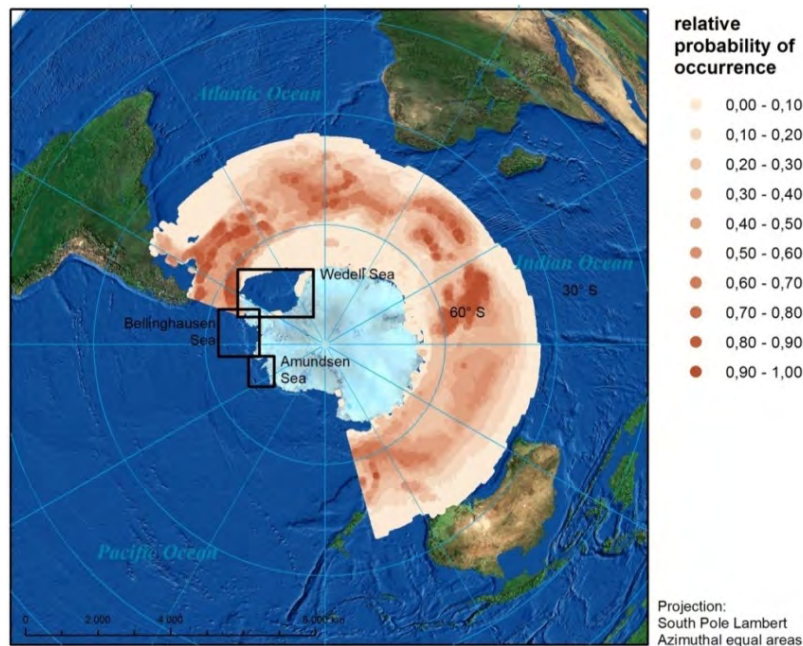 relative
probability of
occurrence
0,00 - 0,10
0,10 - 0,20
0,20 - 0,30
0,30 - 0,40
0,40 - 0,50
0,50 - 0,60
0,60 - 0,70
0,70 - 0,80
0,80 - 0,90
0,90 - 1,00
Atlantic Ocean
Indian Ocean
Wedell Sea
30° S
60° S
Bellinghausen
Sea
Amundsen
Sea
Pacific Ocean
0 2 000 4 000 8 000 km
Projection:
South Pole Lambert
Azimuthal equal areas